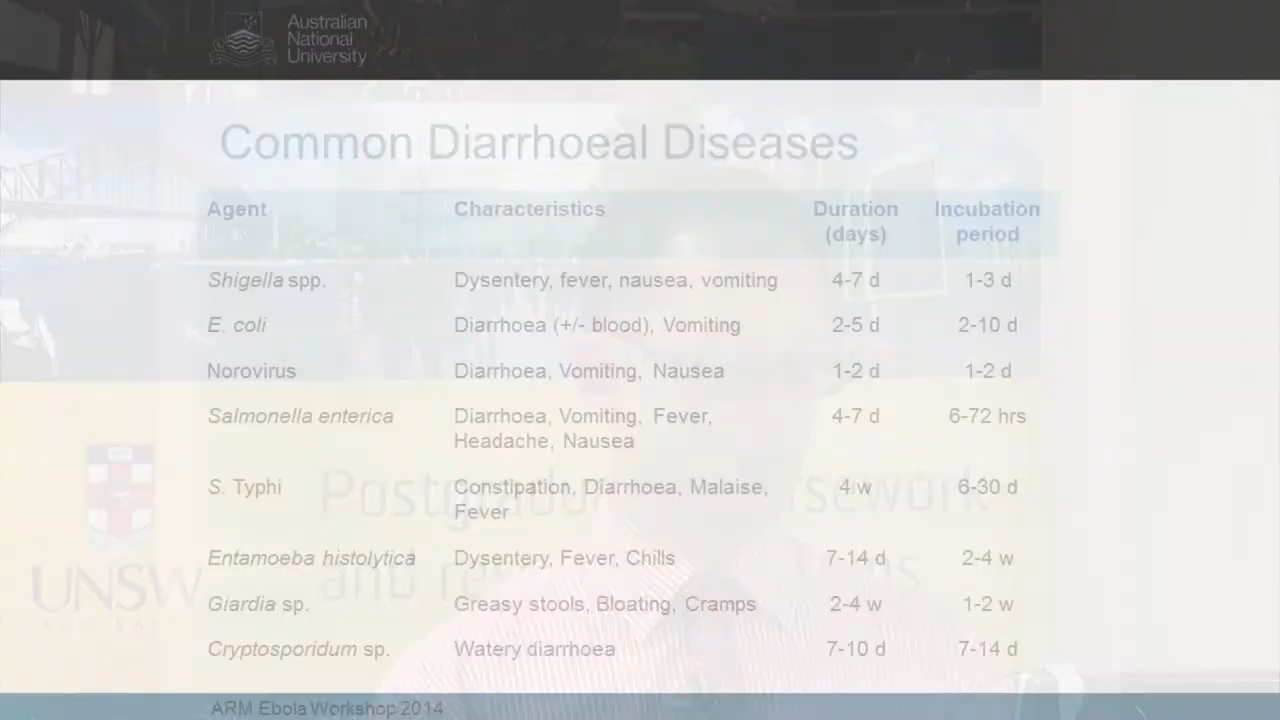 Australian
National
University
Common Diarrhoeal Diseases
Agent Characteristics Duration Incubation
(days) period
Shigella spp. Dysentery, fever, nausea, vomiting 4-7 d 1-3 d
E. coli Diarrhoea (+/- blood), Vomiting 2-5 d 2-10 d
Norovirus Diarrhoea, Vomiting, Nausea 1-2 d 1-2 d
Salmonella enterica Diarrhoea, Vomiting, Fever, 4-7 d 6-72 hrs
Headache, Nausea
S. Typhi Constipation, Diarrhoea, Malaise, 4 w 6-30 d
Fever
Entamoeba histolytica Dysentery, Fever, Chills 7-14 d 2-4 w
Giardia sp. Greasy stools, Bloating, Cramps 2-4 w 1-2 w
Cryptosporidum sp. Watery diarrhoea 7-10 d 7-14 d
UNSW
and
ARM Ebola Workshop 2014